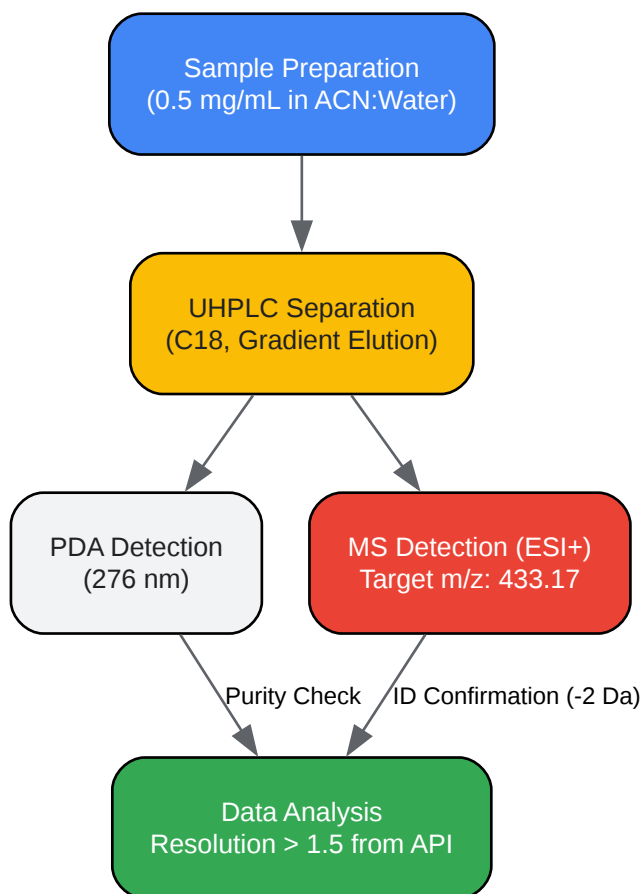 Sample Preparation
(0.5 mg/mL in ACN:Water)
UHPLC Separation
(C18, Gradient Elution)
PDA Detection
(276 nm)
MS Detection (ESI+)
Target m/z: 433.17
Purity Check
ID Confirmation (-2 Da)
Data Analysis
Resolution > 1.5 from API